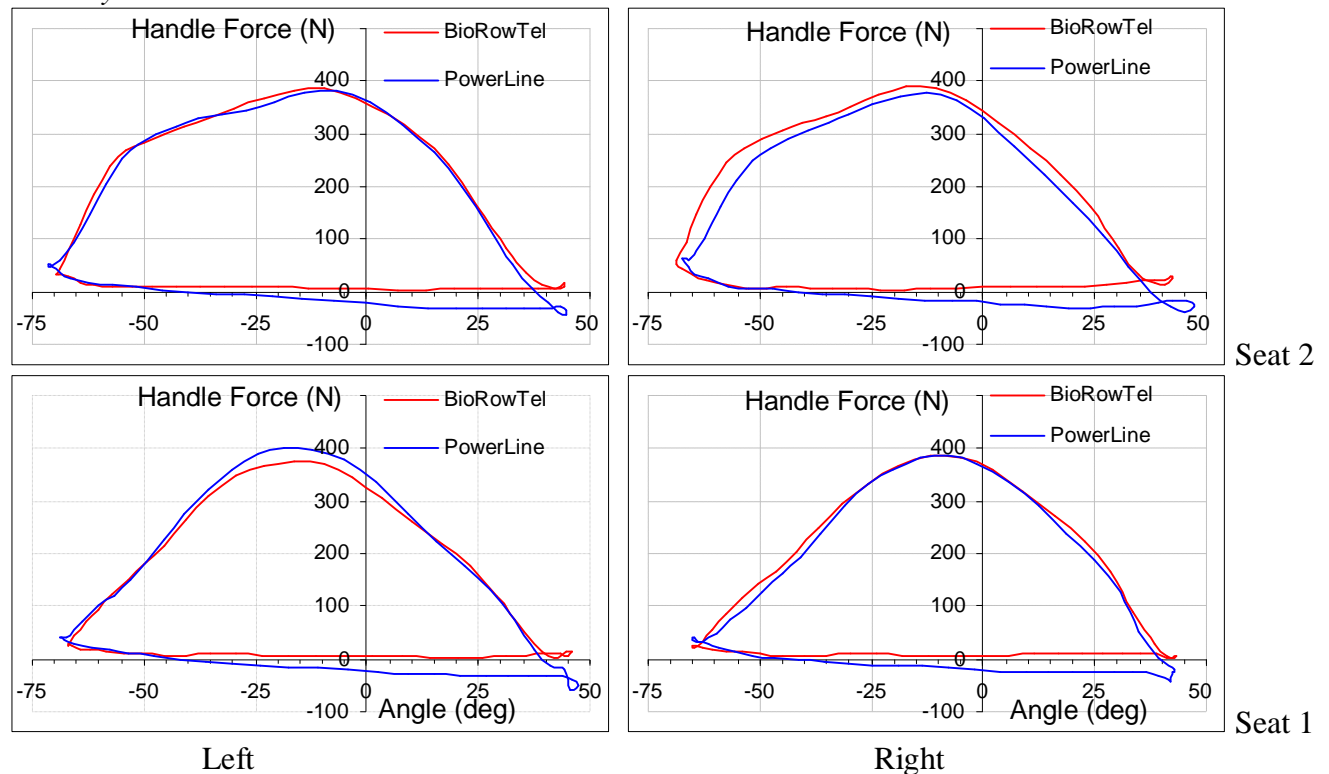 Handle Force (N)
BioRowTel
PowerLine
400
300
200
100
0
-100
-75 -50 -25 0 25 50
Handle Force (N)
BioRowTel
PowerLine
400
300
200
100
0
-100
-75 -50 -25 0 25 50
Seat 2
Handle Force (N)
BioRowTel
PowerLine
400
300
200
100
0
-100
-75 -50 -25 0 25 50
Angle (deg)
Handle Force (N)
BioRowTel
PowerLine
400
300
200
100
0
-100
-75 -50 -25 0 25 50
Angle (deg)
Seat 1
Left Right